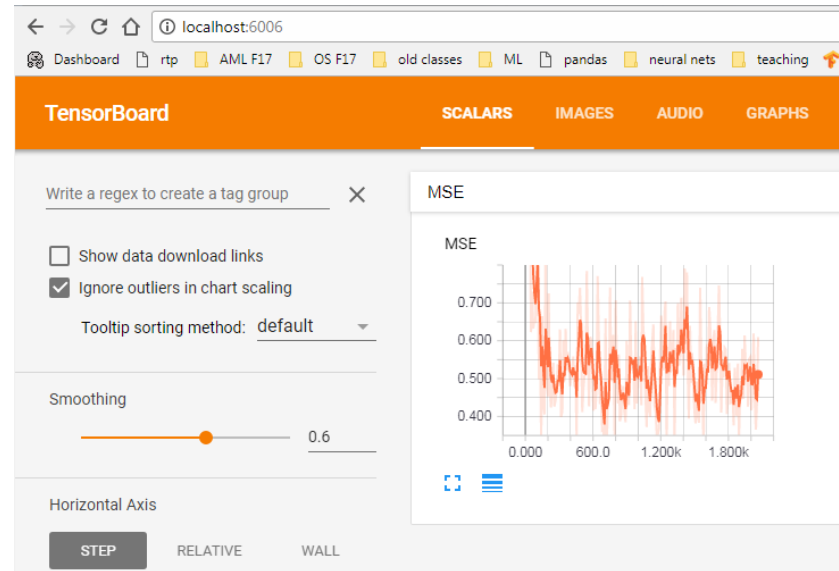 localhost:6006
Dashboard rtp AML F17 OS F17 old classes ML pandas neural nets teaching
TensorBoard SCALARS IMAGES AUDIO GRAPHS
Write a regex to create a tag group
MSE
Show data download links
Ignore outliers in chart scaling
Tooltip sorting method: default
Smoothing
0.6
Horizontal Axis
STEP RELATIVE WALL
MSE
0.700
0.600
0.500
0.400
0.000 600.0 1.200k 1.800k